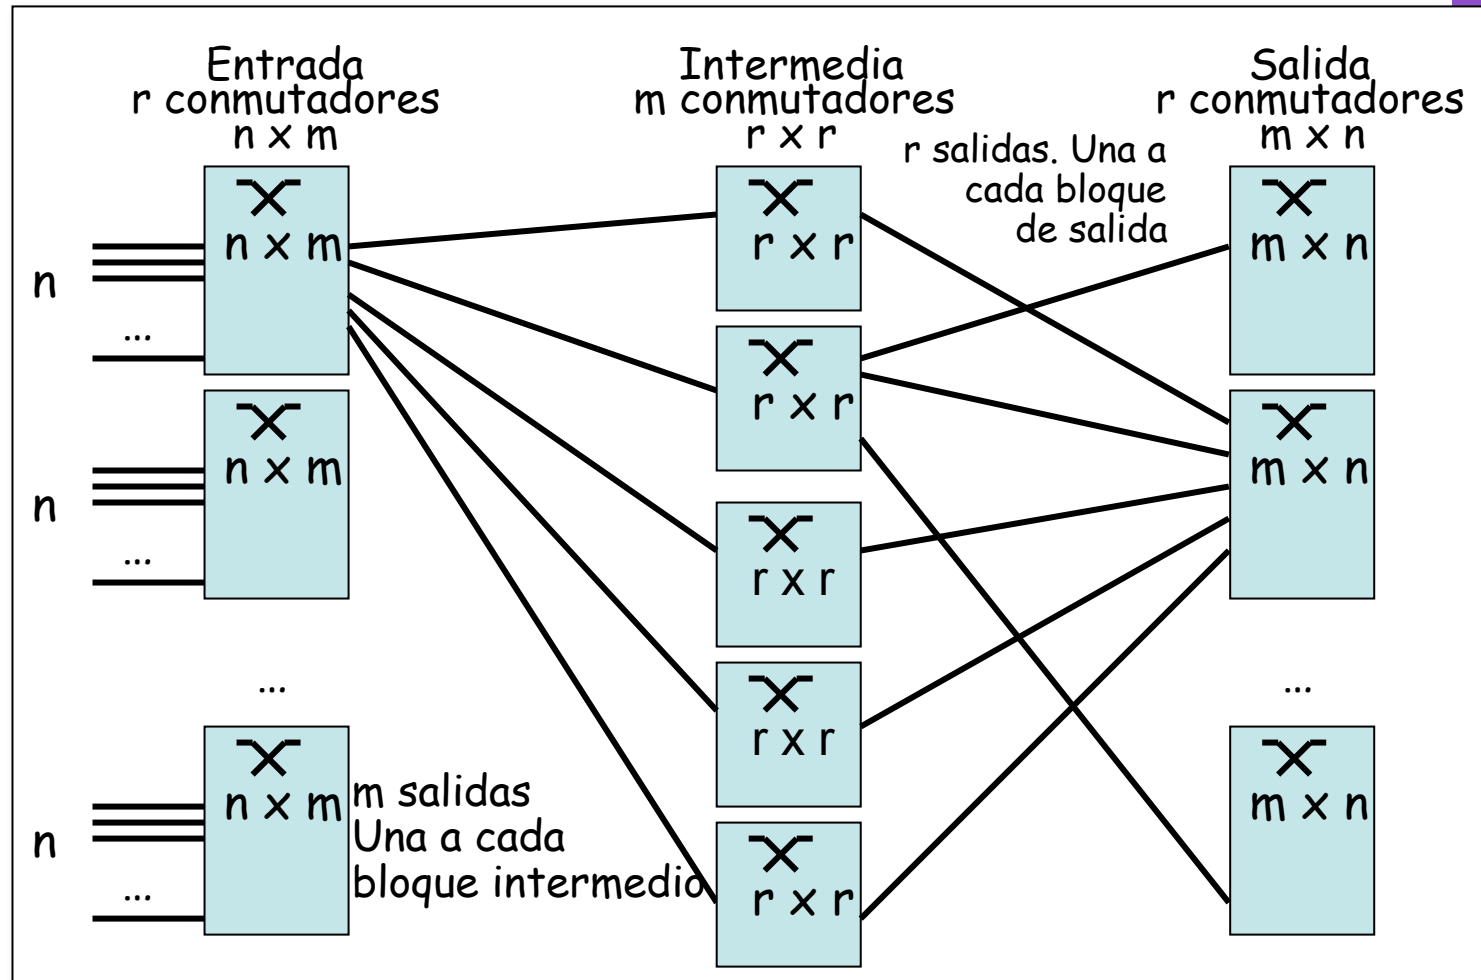 Entrada
r conmutadores
n x m
Intermedia
m conmutadores
r x r
Salida
r conmutadores
m x n
r salidas. Una a
cada bloque
de salida
n x m
n
...
n x m
n
...
...
n x m
n
...
m salidas
Una a cada
bloque intermedio
r x r
r x r
r x r
r x r
r x r
m x n
m x n
...
m x n